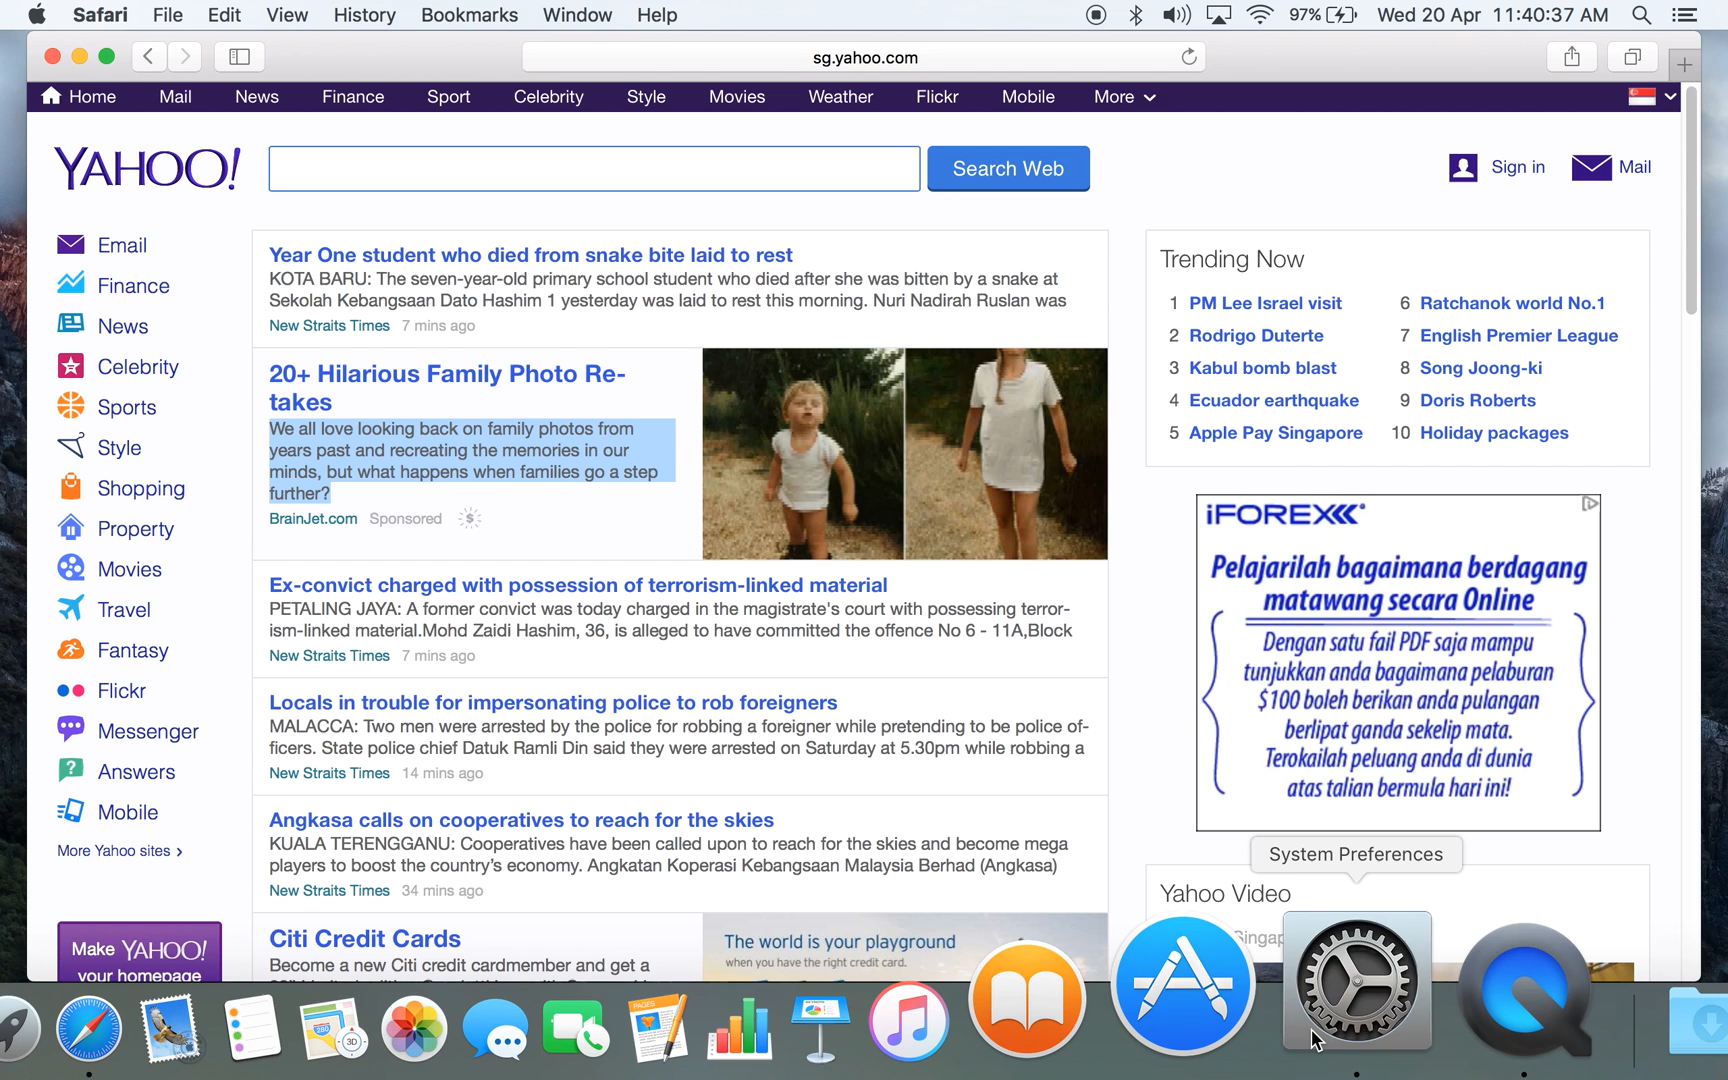 Safari File Edit View History Bookmarks Window Help 97% Wed 20 Apr 11:40:37 AM
sg.yahoo.com
Home Mail News Finance Sport Celebrity Style Movies Weather Flickr Mobile More
YAHOO! Search Web Sign in Mail
Email
Finance
News
Celebrity
Sports
Style
Shopping
Property
Movies
Travel
Fantasy
Flickr
Messenger
Answers
Mobile
More Yahoo sites >
Make YAHOO!
your homepage
Year One student who died from snake bite laid to rest
KOTA BARU: The seven-year-old primary school student who died after she was bitten by a snake at
Sekolah Kebangsaan Dato Hashim 1 yesterday was laid to rest this morning. Nuri Nadirah Ruslan was
New Straits Times 7 mins ago
20+ Hilarious Family Photo Re-
takes
We all love looking back on family photos from
years past and recreating the memories in our
minds, but what happens when families go a step
further?
BrainJet.com Sponsored $
Ex-convict charged with possession of terrorism-linked material
PETALING JAYA: A former convict was today charged in the magistrate's court with possessing terror-
ism-linked material.Mohd Zaidi Hashim, 36, is alleged to have committed the offence No 6 - 11A,Block
New Straits Times 7 mins ago
Locals in trouble for impersonating police to rob foreigners
MALACCA: Two men were arrested by the police for robbing a foreigner while pretending to be police of-
ficers. State police chief Datuk Ramli Din said they were arrested on Saturday at 5.30pm while robbing a
New Straits Times 14 mins ago
Angkasa calls on cooperatives to reach for the skies
KUALA TERENGGANU: Cooperatives have been called upon to reach for the skies and become mega
players to boost the country's economy. Angkatan Koperasi Kebangsaan Malaysia Berhad (Angkasa)
New Straits Times 34 mins ago
Citi Credit Cards
Become a new Citi credit cardmember and get a
The world is your playground
when you have the right credit card.
Trending Now
1 PM Lee Israel visit
2 Rodrigo Duterte
3 Kabul bomb blast
4 Ecuador earthquake
5 Apple Pay Singapore
6 Ratchanok world No.1
7 English Premier League
8 Song Joong-ki
9 Doris Roberts
10 Holiday packages
iFOREX
Pelajarilah bagaimana berdagang
matawang secara Online
Dengan satu fail PDF saja mampu
tunjukkan anda bagaimana pelaburan
$100 boleh berikan anda pulangan
berlipat ganda sekelip mata.
Terokailah peluang anda di dunia
atas talian bermula hari ini!
System Preferences
Yahoo Video
Singap
280
3D
PAGES